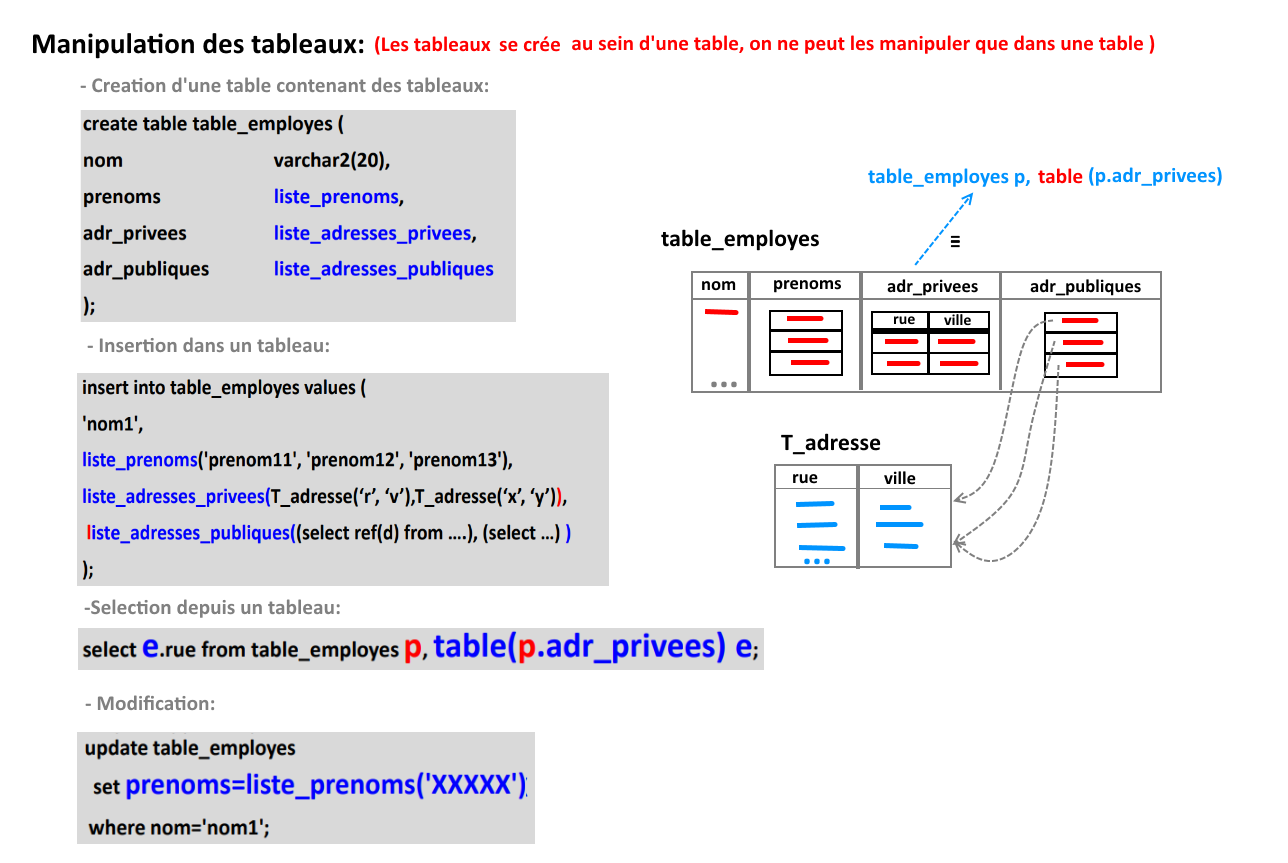 Manipulation des tableaux: (Les tableaux se crée au sein d'une table, on ne peut les manipuler que dans une table )
- Creation d'une table contenant des tableaux:
create table table_employes (
nom varchar2(20),
prenoms liste_prenoms,
adr_privees liste_adresses_privees,
adr_publiques liste_adresses_publiques
);
- Insertion dans un tableau:
insert into table_employes values (
'nom1',
liste_prenoms('prenom11', 'prenom12', 'prenom13'),
liste_adresses_privees(T_adresse(‘r’, ‘v’),T_adresse(‘x’, ‘y’)),
liste_adresses_publiques((select ref(d) from ….), (select …) )
);
-Selection depuis un tableau:
select e.rue from table_employes p, table(p.adr_privees) e;
- Modification:
update table_employes
set prenoms=liste_prenoms('XXXXX')
where nom='nom1';
table_employes p, table (p.adr_privees)
≡
table_employes
nom prenoms adr_privees adr_publiques
rue ville
...
T_adresse
rue ville
...